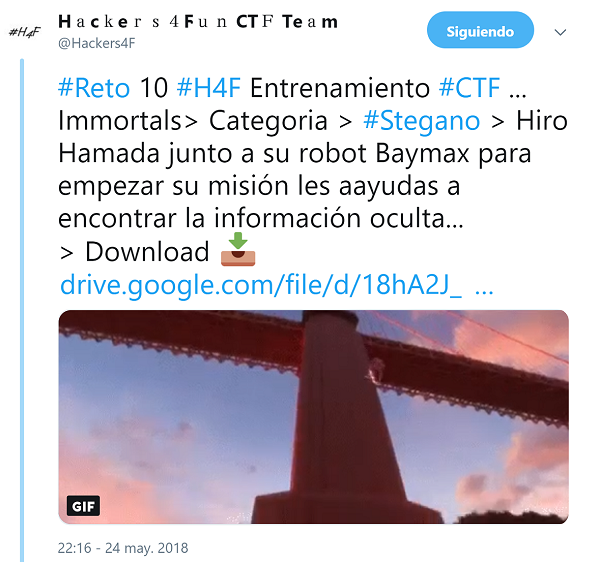 #H4F
Hackers 4Fun CTF Team
@Hackers4F
Siguiendo
#Reto 10 #H4F Entrenamiento #CTF ...
Immortals> Categoria > #Stegano > Hiro
Hamada junto a su robot Baymax para
empezar su misión les aayudas a
encontrar la información oculta...
> Download
drive.google.com/file/d/18hA2J_ ...
GIF
22:16 - 24 may. 2018